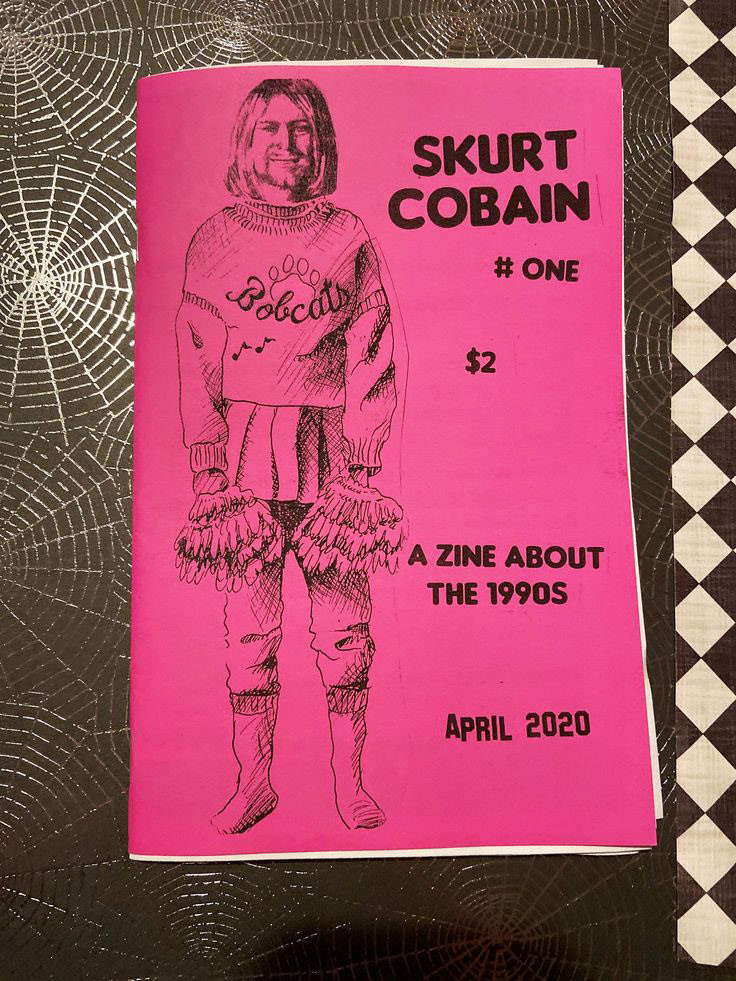 SKURT
COBAIN
# ONE
$2
Bobcats
A ZINE ABOUT
THE 1990S
APRIL 2020